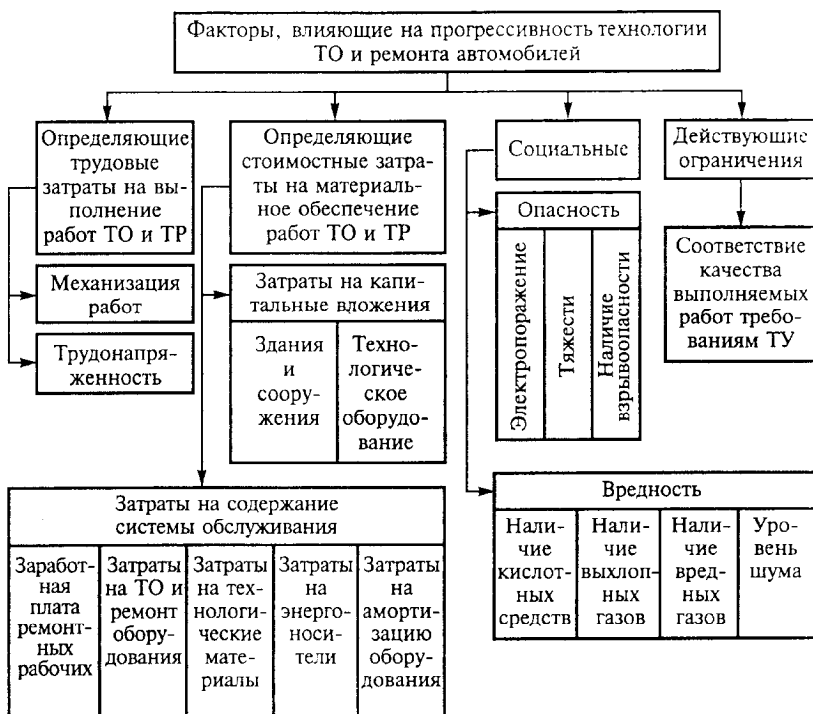 Факторы, влияющие на прогрессивность технологии
ТО и ремонта автомобилей
Определяющие
трудовые
затраты на вы-
полнение
работ ТО и ТР
Механизация
работ
Трудонапря-
женность
Определяющие
стоимостные затра-
ты на материаль-
ное обеспечение
работ ТО и ТР
Затраты на капи-
тальные вложения
Здания
и
соору-
жения
Техно-
логиче-
ское
оборудо-
вание
Затраты на содержание
системы обслуживания
Заработ-
ная
плата
ремонт-
ных
рабочих
Затраты
на ТО и
ремонт
обору-
дования
Затраты
на тех-
нологи-
ческие
мате-
риалы
Затраты
на
энерго-
носи-
тели
Затраты
на
аморти-
зацию
обору-
дования
Социальные
Опасность
Электропоражение
Тяжести
Наличие
взрывоопасности
Вредность
Нали-
чие
кислот-
ных
средств
Нали-
чие
выхлоп-
ных
газов
Нали-
чие
вред-
ных
газов
Уро-
вень
шума
Действующие
ограничения
Соответствие
качества
выполняемых
работ требо-
ваниям ТУ